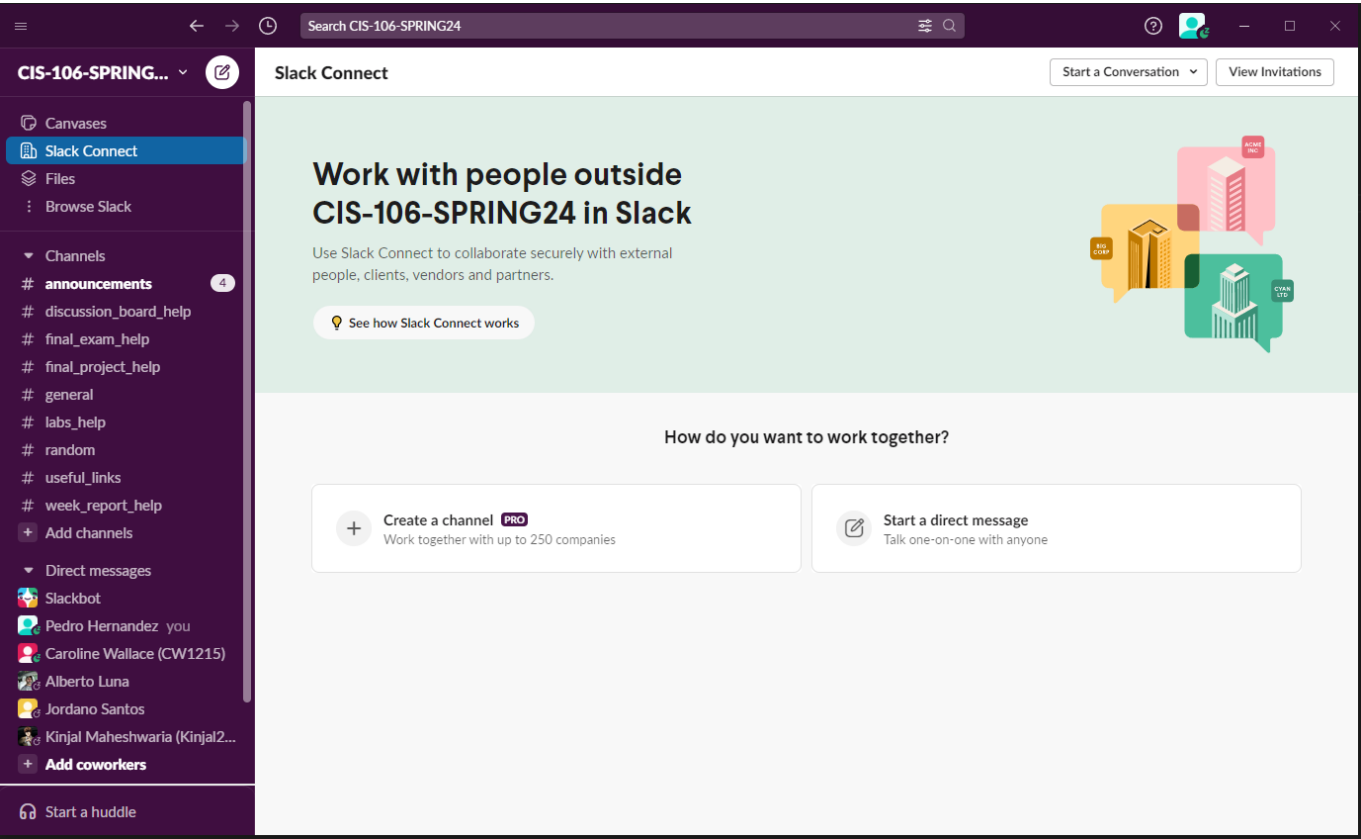 Search CIS-106-SPRING24
CIS-106-SPRING...
Slack Connect
Start a Conversation
View Invitations
Canvases
Slack Connect
Files
Browse Slack
Channels
# announcements 4
# discussion_board_help
# final_exam_help
# final_project_help
# general
# labs_help
# random
# useful_links
# week_report_help
+ Add channels
Direct messages
Slackbot
Pedro Hernandez you
Caroline Wallace (CW1215)
Alberto Luna
Jordano Santos
Kinjal Maheshwaria (Kinjal2...
+ Add coworkers
Start a huddle
Work with people outside
CIS-106-SPRING24 in Slack
Use Slack Connect to collaborate securely with external
people, clients, vendors and partners.
See how Slack Connect works
ACME
INC
BIG
CORP
CYAN
LTD
How do you want to work together?
Create a channel PRO
Work together with up to 250 companies
Start a direct message
Talk one-on-one with anyone